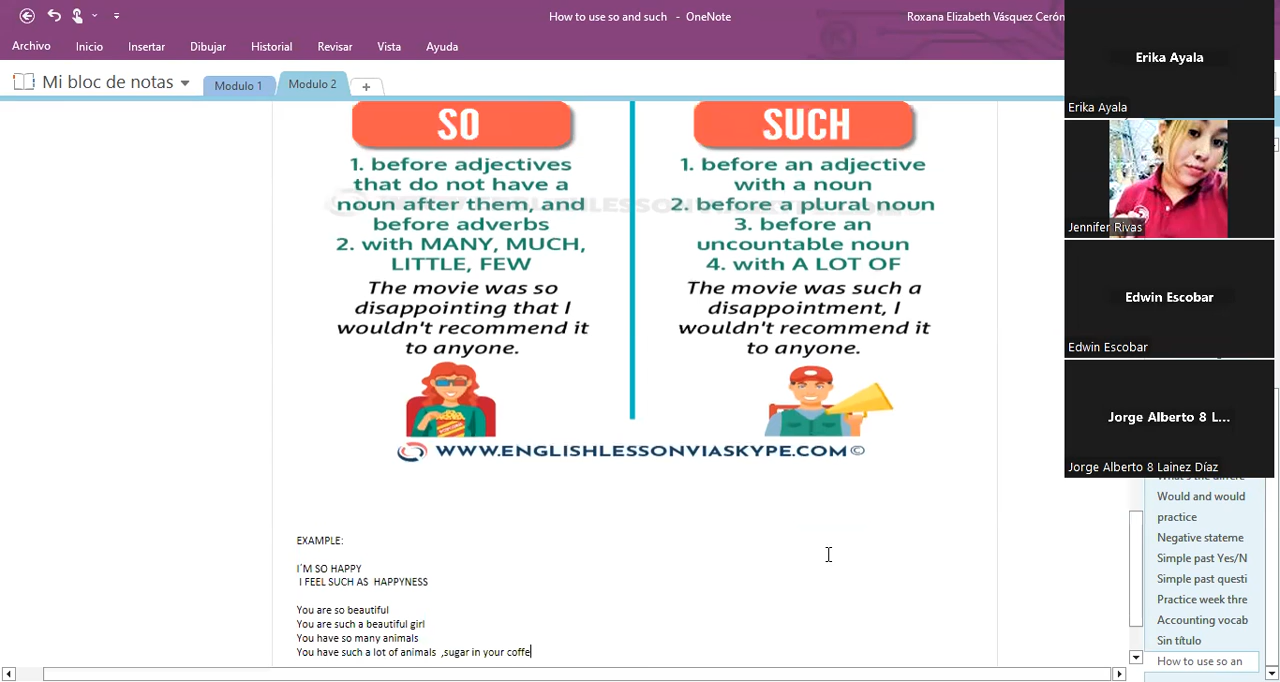 How to use so and such - OneNote
Roxana Elizabeth Vásquez Cerón
Archivo Inicio Insertar Dibujar Historial Revisar Vista Ayuda
Mi bloc de notas Modulo 1 Modulo 2 +
SO
1. before adjectives
that do not have a
noun after them, and
before adverbs
2. with MANY, MUCH,
LITTLE, FEW
The movie was so
disappointing that I
wouldn't recommend it
to anyone.
SUCH
1. before an adjective
with a noun
2. before a plural noun
3. before an
uncountable noun
4. with A LOT OF
The movie was such a
disappointment, I
wouldn't recommend it
to anyone.
WWW.ENGLISHLESSONVIASKYPE.COM©
EXAMPLE:
I´M SO HAPPY
I FEEL SUCH AS HAPPYNESS
You are so beautiful
You are such a beautiful girl
You have so many animals
You have such a lot of animals ,sugar in your coffe
Erika Ayala
Erika Ayala
Jennifer Rivas
Edwin Escobar
Edwin Escobar
Jorge Alberto 8 L...
Jorge Alberto 8 Lainez Díaz
What's the differe
Would and would
practice
Negative stateme
Simple past Yes/N
Simple past questi
Practice week thre
Accounting vocab
Sin título
How to use so an